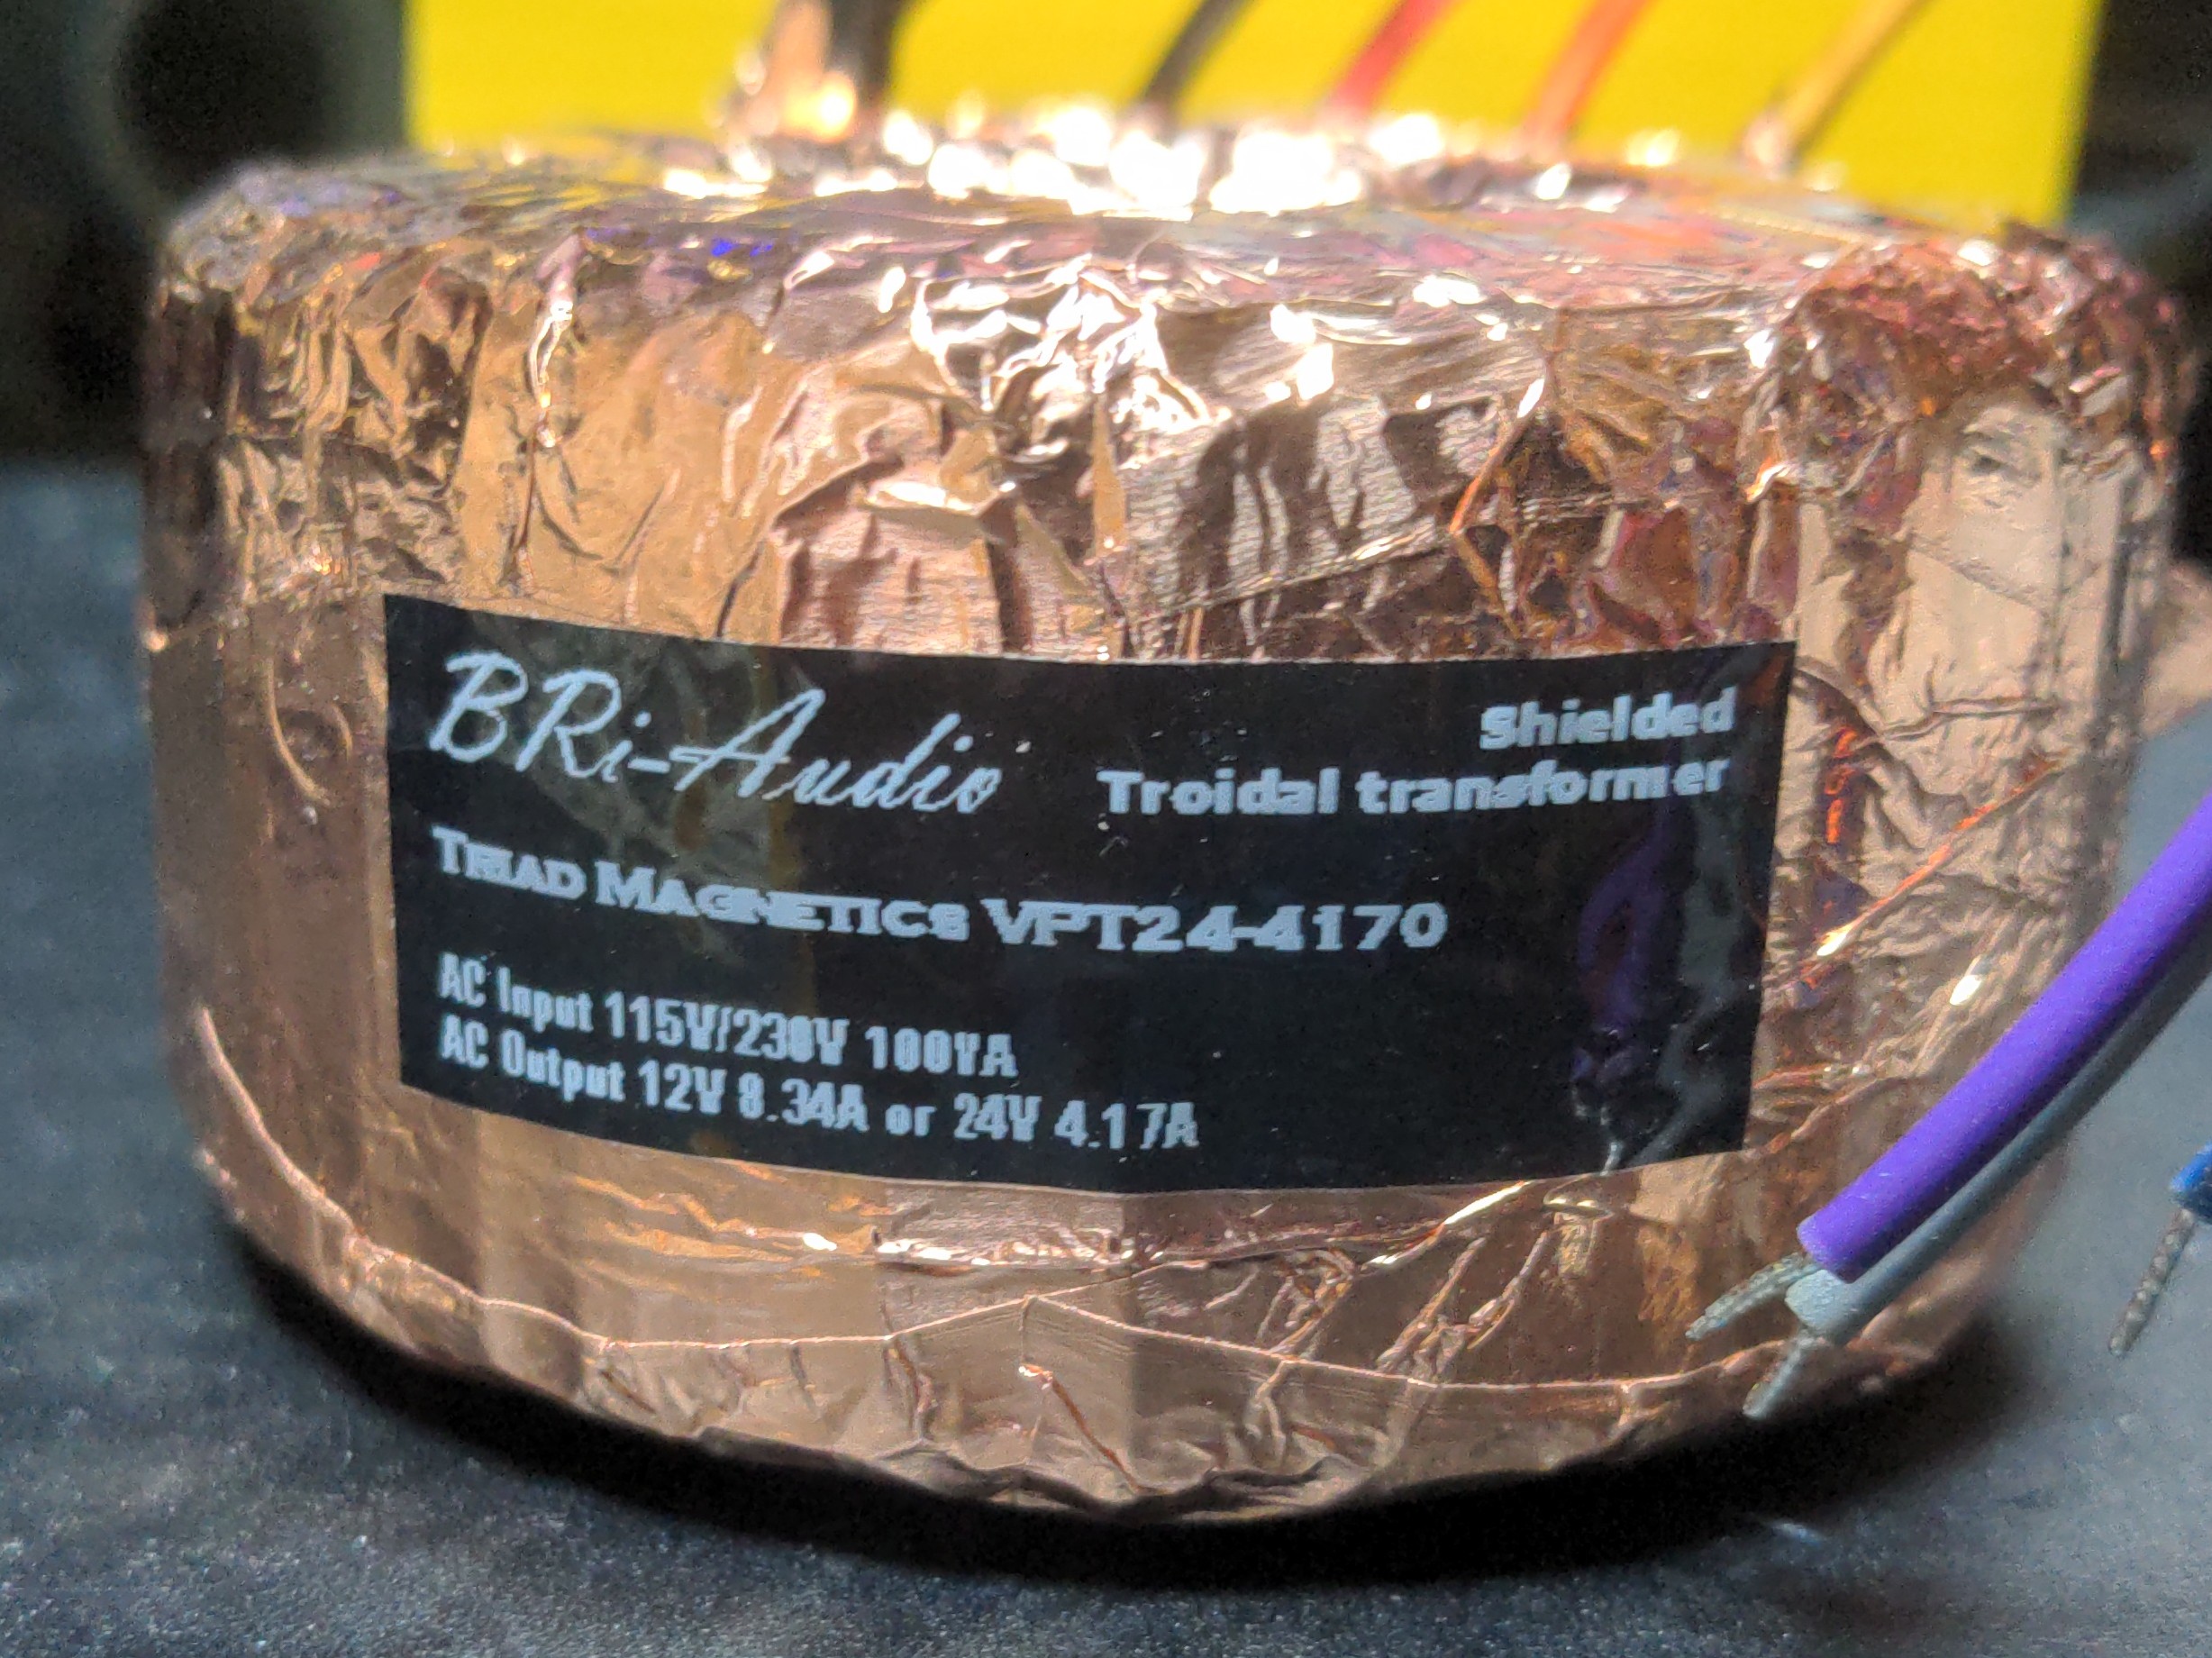 BRi-Audio
Shielded
Troidal transformer
TRIAD MAGNETICS VPT24-4170
AC Input 115V/230V 100VA
AC Output 12V 8.34A or 24V 4.17A